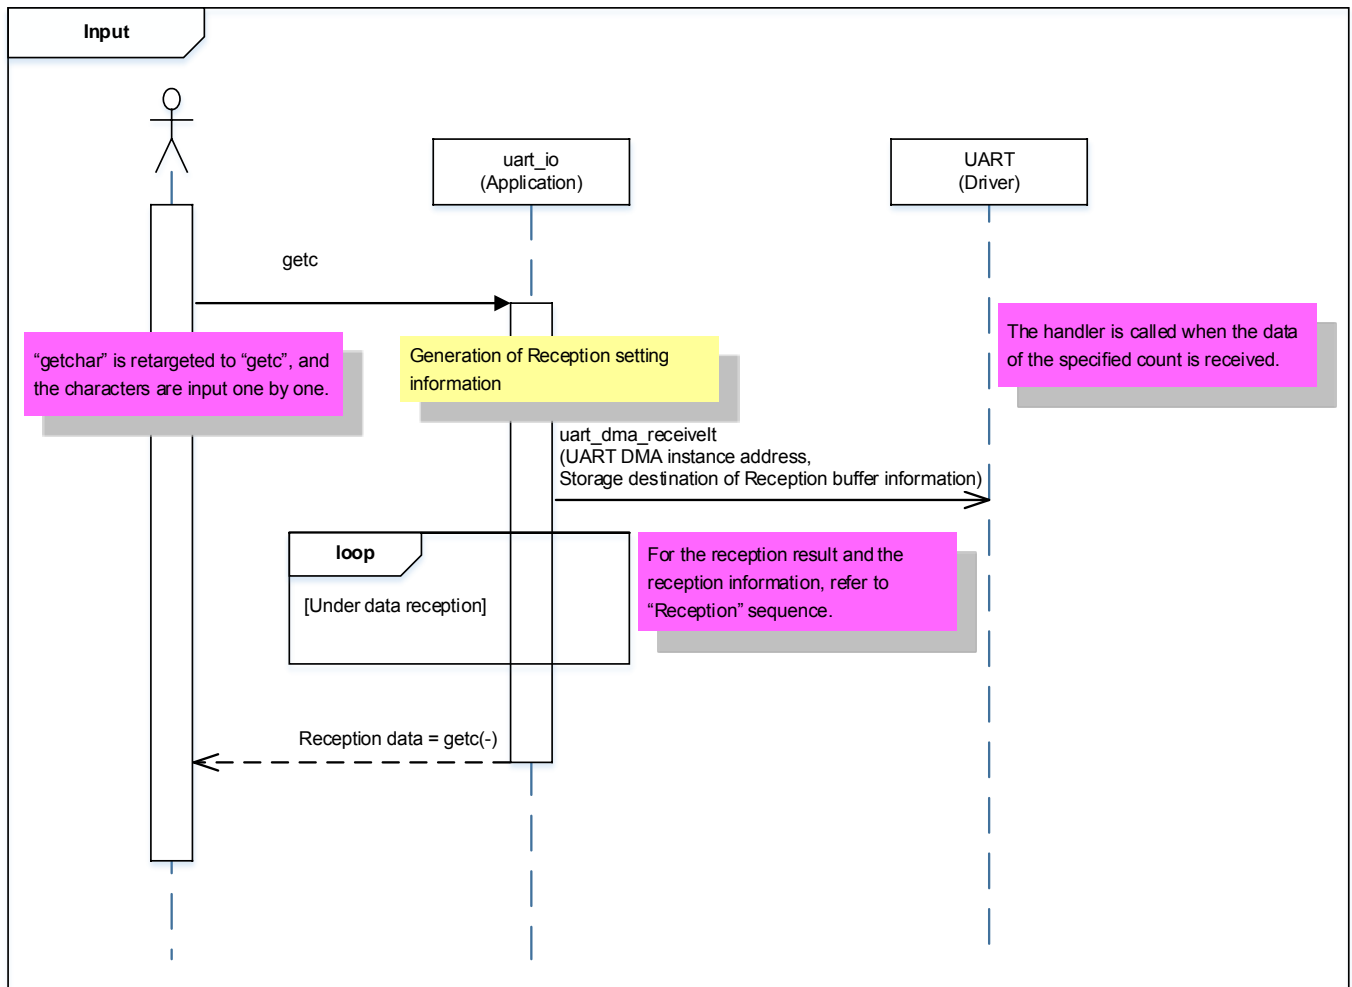 Input
uart_io
(Application)
UART
(Driver)
getc
“getchar” is retargeted to “getc”, and
the characters are input one by one.
Generation of Reception setting
information
The handler is called when the data
of the specified count is received.
uart_dma_receiveIt
(UART DMA instance address,
Storage destination of Reception buffer information)
loop
[Under data reception]
For the reception result and the
reception information, refer to
“Reception” sequence.
Reception data = getc(-)